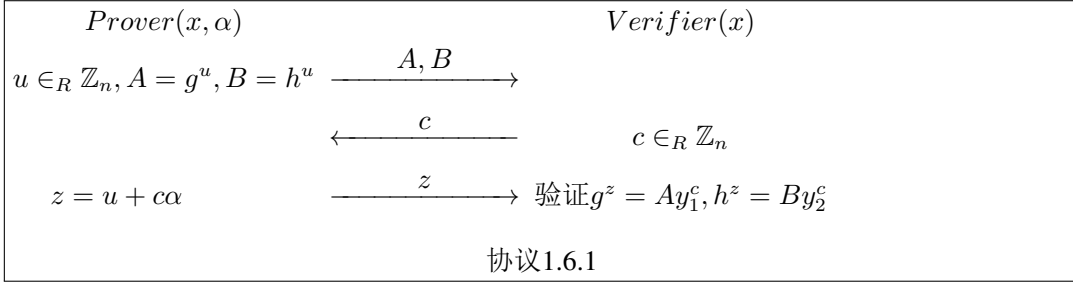 Prover(x, α) Verifier(x)
u ∈_R ℤ_n, A = g^u, B = h^u A, B
c c ∈_R ℤ_n
z = u + cα z 验证g^z = Ay_1^c, h^z = By_2^c
协议1.6.1